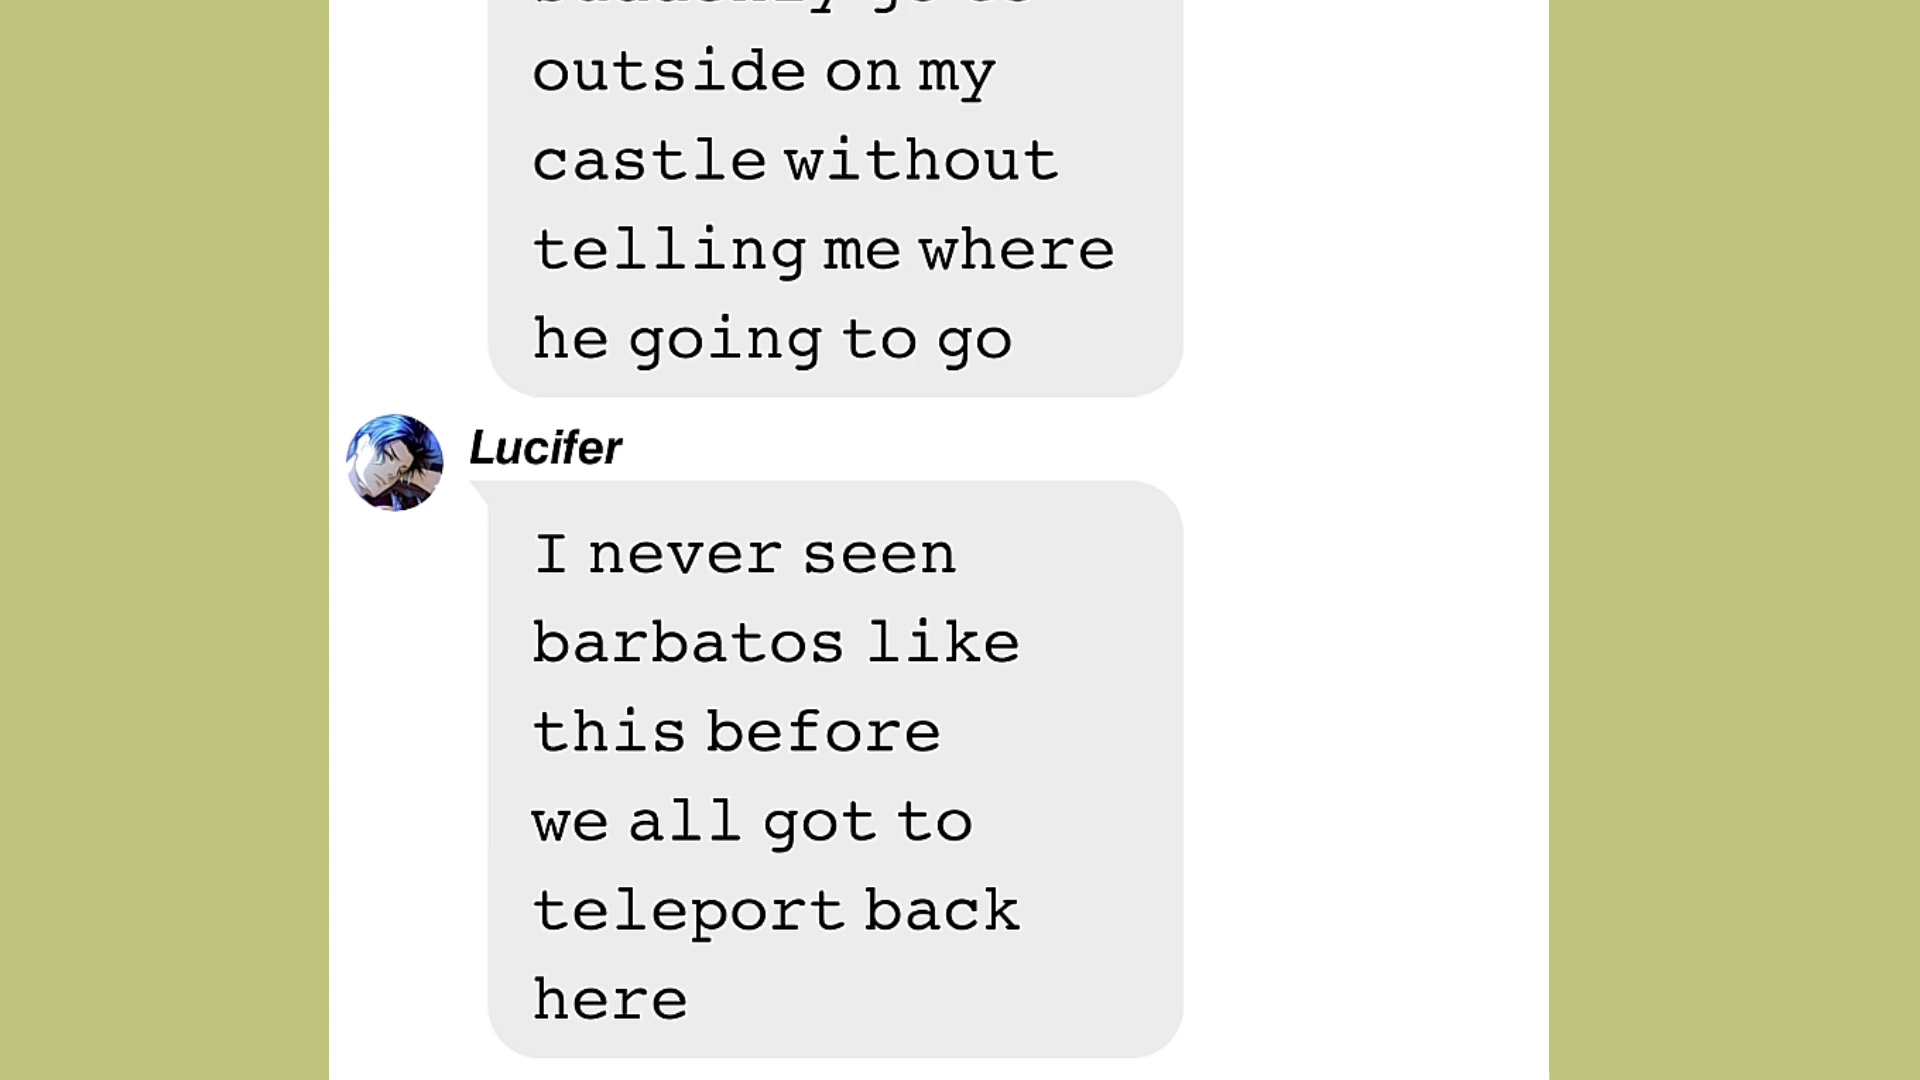 outside on my
castle without
telling me where
he going to go
Lucifer
I never seen
barbatos like
this before
we all got to
teleport back
here